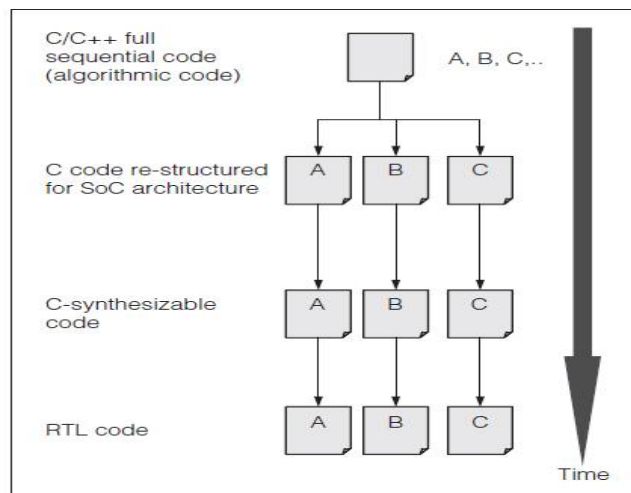 C/C++ full
sequential code
(algorithmic code)
A, B, C,..
C code re-structured
for SoC architecture
A B C
C-synthesizable
code
A B C
RTL code
A B C
Time